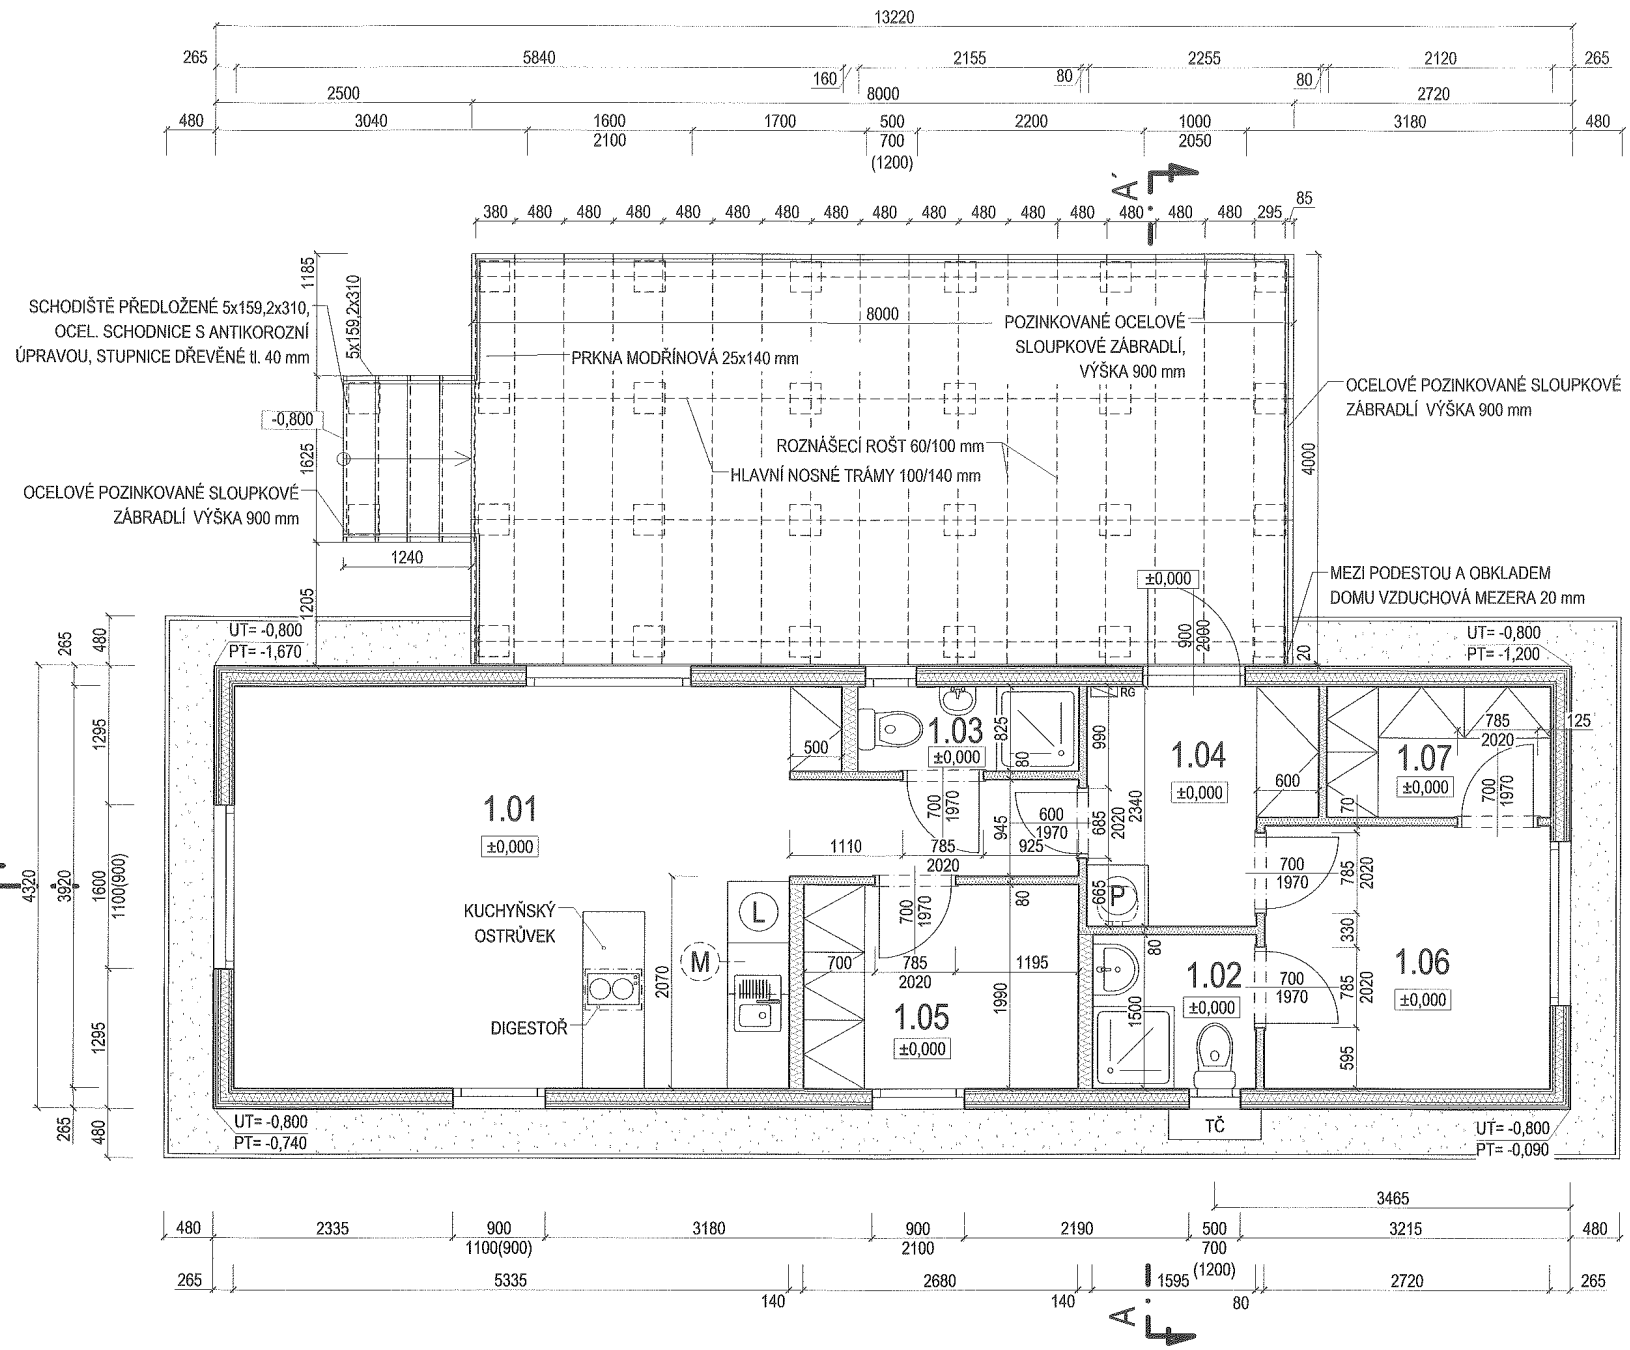 13220
265 5840 160 2155 80 2255 80 2120 265
2500 8000 2720
480 3040 1600 1700 500 2200 1000 3180 480
2100 700 2050
(1200)
A´
380 480 480 480 480 480 480 480 480 480 480 480 480 480 480 480 295 85
1185
5x159,2x310
SCHODIŠTĚ PŘEDLOŽENÉ 5x159,2x310,
OCEL. SCHODNICE S ANTIKOROZNÍ
ÚPRAVOU, STUPNICE DŘEVĚNÉ tl. 40 mm
8000
POZINKOVANÉ OCELOVÉ
SLOUPKOVÉ ZÁBRADLÍ,
VÝŠKA 900 mm
PRKNA MODŘÍNOVÁ 25x140 mm
OCELOVÉ POZINKOVANÉ SLOUPKOVÉ
ZÁBRADLÍ VÝŠKA 900 mm
-0,800
1625
ROZNÁŠECÍ ROŠT 60/100 mm
HLAVNÍ NOSNÉ TRÁMY 100/140 mm
4000
OCELOVÉ POZINKOVANÉ SLOUPKOVÉ
ZÁBRADLÍ VÝŠKA 900 mm
1240
1205
±0,000
MEZI PODESTOU A OBKLADEM
DOMU VZDUCHOVÁ MEZERA 20 mm
900
2000
20
UT= -0,800
PT= -1,670
UT= -0,800
PT= -1,200
265 480
RG
500
1.03
±0,000
825
80
990
1.04
±0,000
600
1.07
±0,000
785
2020
125
700
1970
70
1295
1.01
±0,000
700
1970
945
600
1970
685
2020
2340
1110 785 925
2020
4320
3920
1600
1100(900)
700
1970
785
2020
665
P
KUCHYŇSKÝ
OSTRŮVEK
L
M
700
1970
80
330
80
2070
700 785 1195
2020
1990
1.05
±0,000
1.02
±0,000
1500
700
1970
785
2020
1.06
±0,000
DIGESTOŘ
1295
595
265 480
UT= -0,800
PT= -0,740
TČ
UT= -0,800
PT= -0,090
3465
480 2335 900 3180 900 2190 500 3215 480
1100(900) 2100 700
(1200)
265 5335 2680 1595 2720 265
140 140 80
A